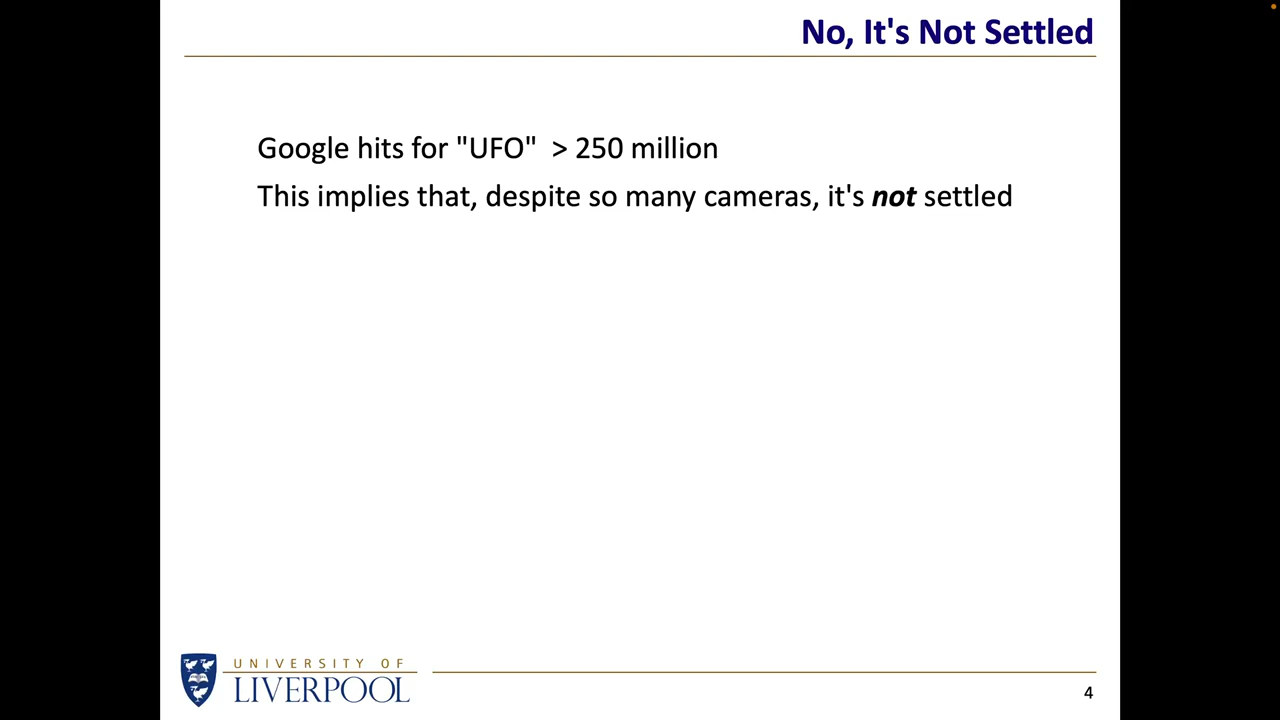 No, It's Not Settled
Google hits for "UFO"  > 250 million
This implies that, despite so many cameras, it's not settled
UNIVERSITY OF
LIVERPOOL
4